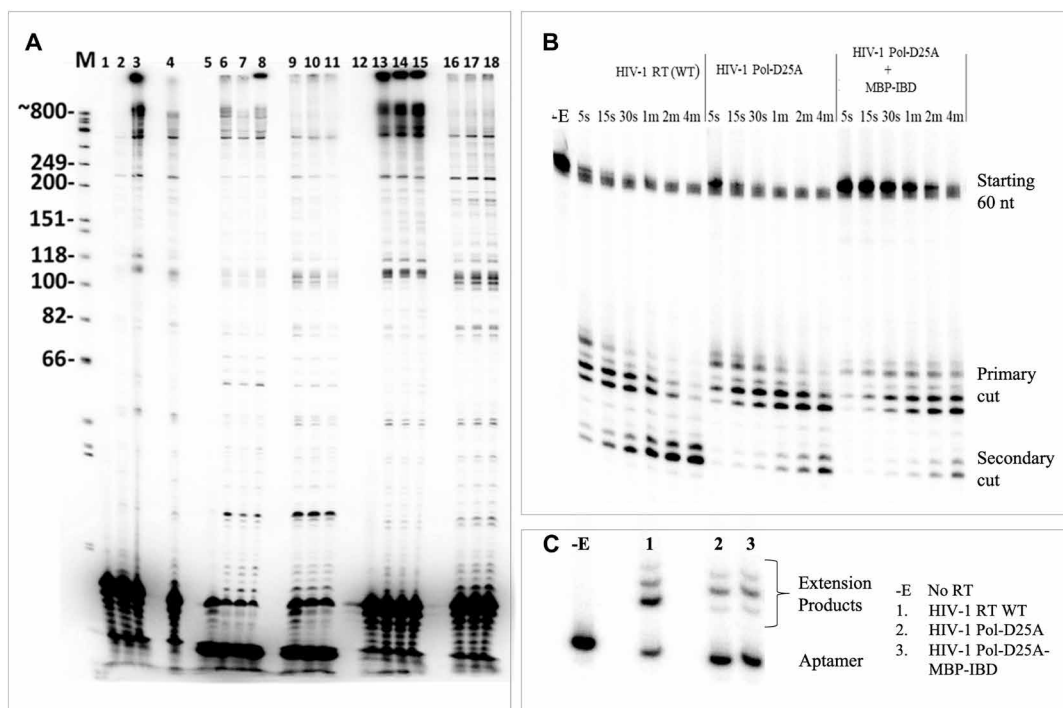 A
M 1 2 3 4 5 6 7 8 9 10 11 12 13 14 15 16 17 18
~800-
249-
200-
151-
118-
100-
82-
66-
B
HIV-1 RT (WT)
HIV-1 Pol-D25A
HIV-1 Pol-D25A
+
MBP-IBD
-E 5s 15s 30s 1m 2m 4m 5s 15s 30s 1m 2m 4m 5s 15s 30s 1m 2m 4m
Starting
60 nt
Primary
cut
Secondary
cut
C
-E 1 2 3
Extension
Products
Aptamer
-E No RT
1. HIV-1 RT WT
2. HIV-1 Pol-D25A
3. HIV-1 Pol-D25A-
MBP-IBD